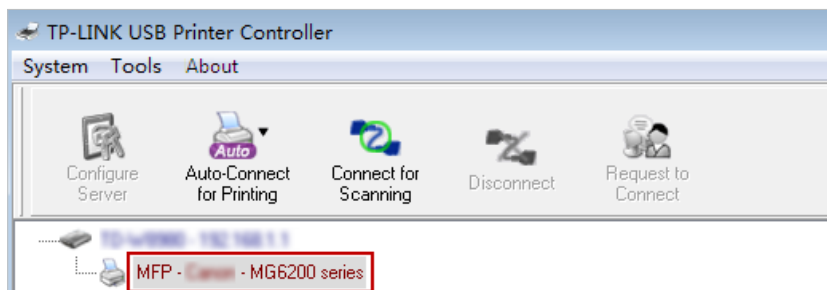 TP-LINK USB Printer Controller
System Tools About
Configure Server
Auto
Auto-Connect for Printing
Connect for Scanning
Disconnect
Request to Connect
MFP - - MG6200 series